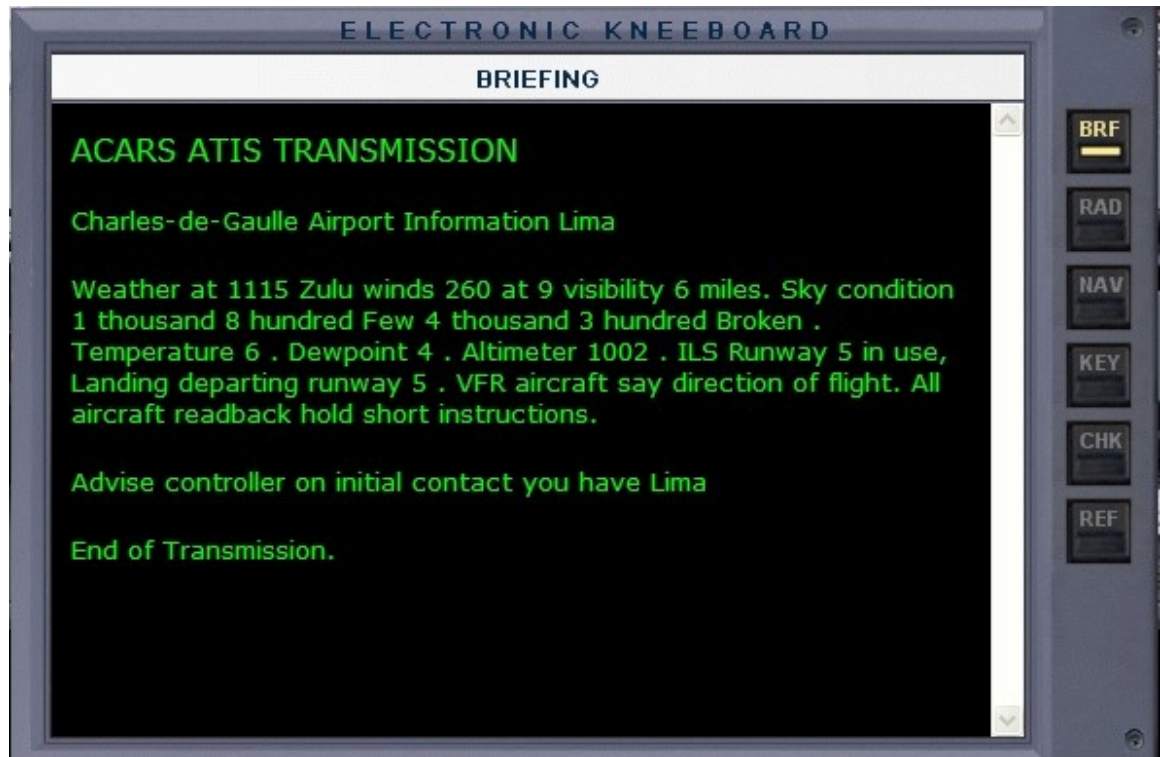 ELECTRONIC KNEEBOARD
BRIEFING
ACARS ATIS TRANSMISSION
Charles-de-Gaulle Airport Information Lima
Weather at 1115 Zulu winds 260 at 9 visibility 6 miles. Sky condition
1 thousand 8 hundred Few 4 thousand 3 hundred Broken .
Temperature 6 . Dewpoint 4 . Altimeter 1002 . ILS Runway 5 in use,
Landing departing runway 5 . VFR aircraft say direction of flight. All
aircraft readback hold short instructions.
Advise controller on initial contact you have Lima
End of Transmission.
BRF
RAD
NAV
KEY
CHK
REF